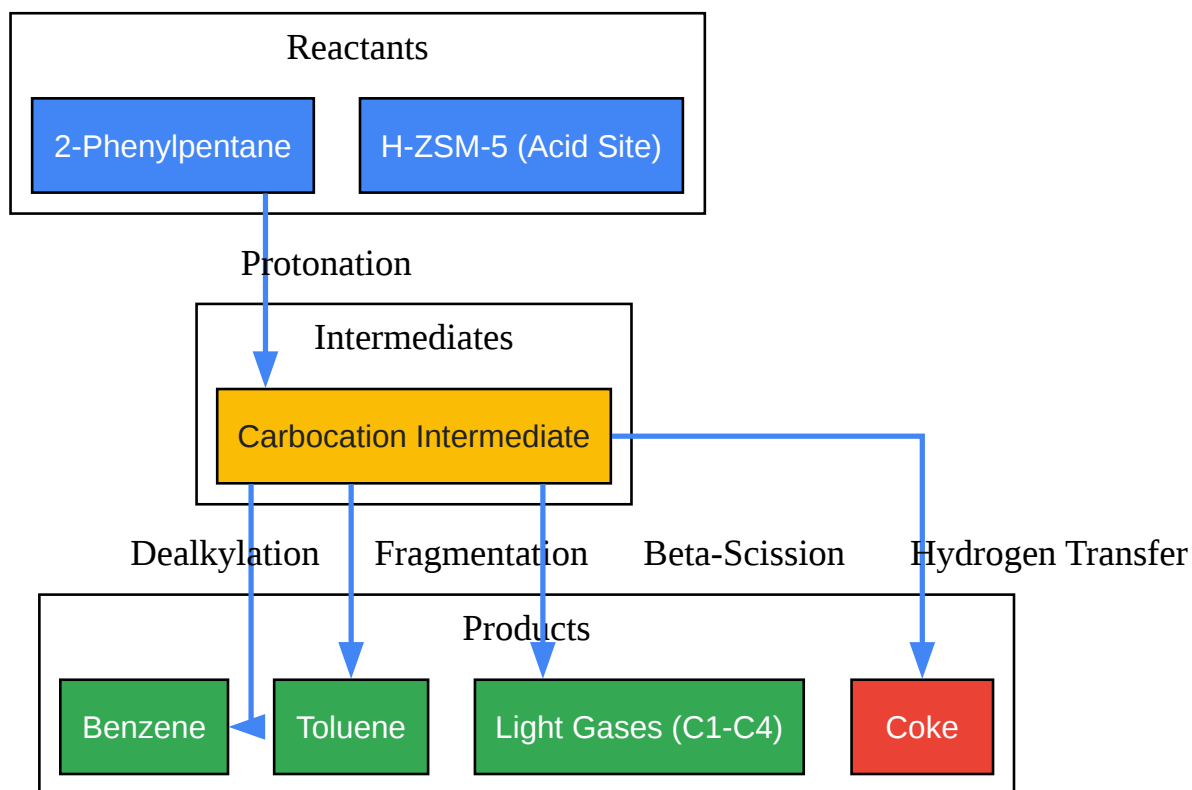 Reactants
2-Phenylpentane
H-ZSM-5 (Acid Site)
Protonation
Intermediates
Carbocation Intermediate
Dealkylation
Fragmentation
Beta-Scission
Hydrogen Transfer
Products
Benzene
Toluene
Light Gases (C1-C4)
Coke